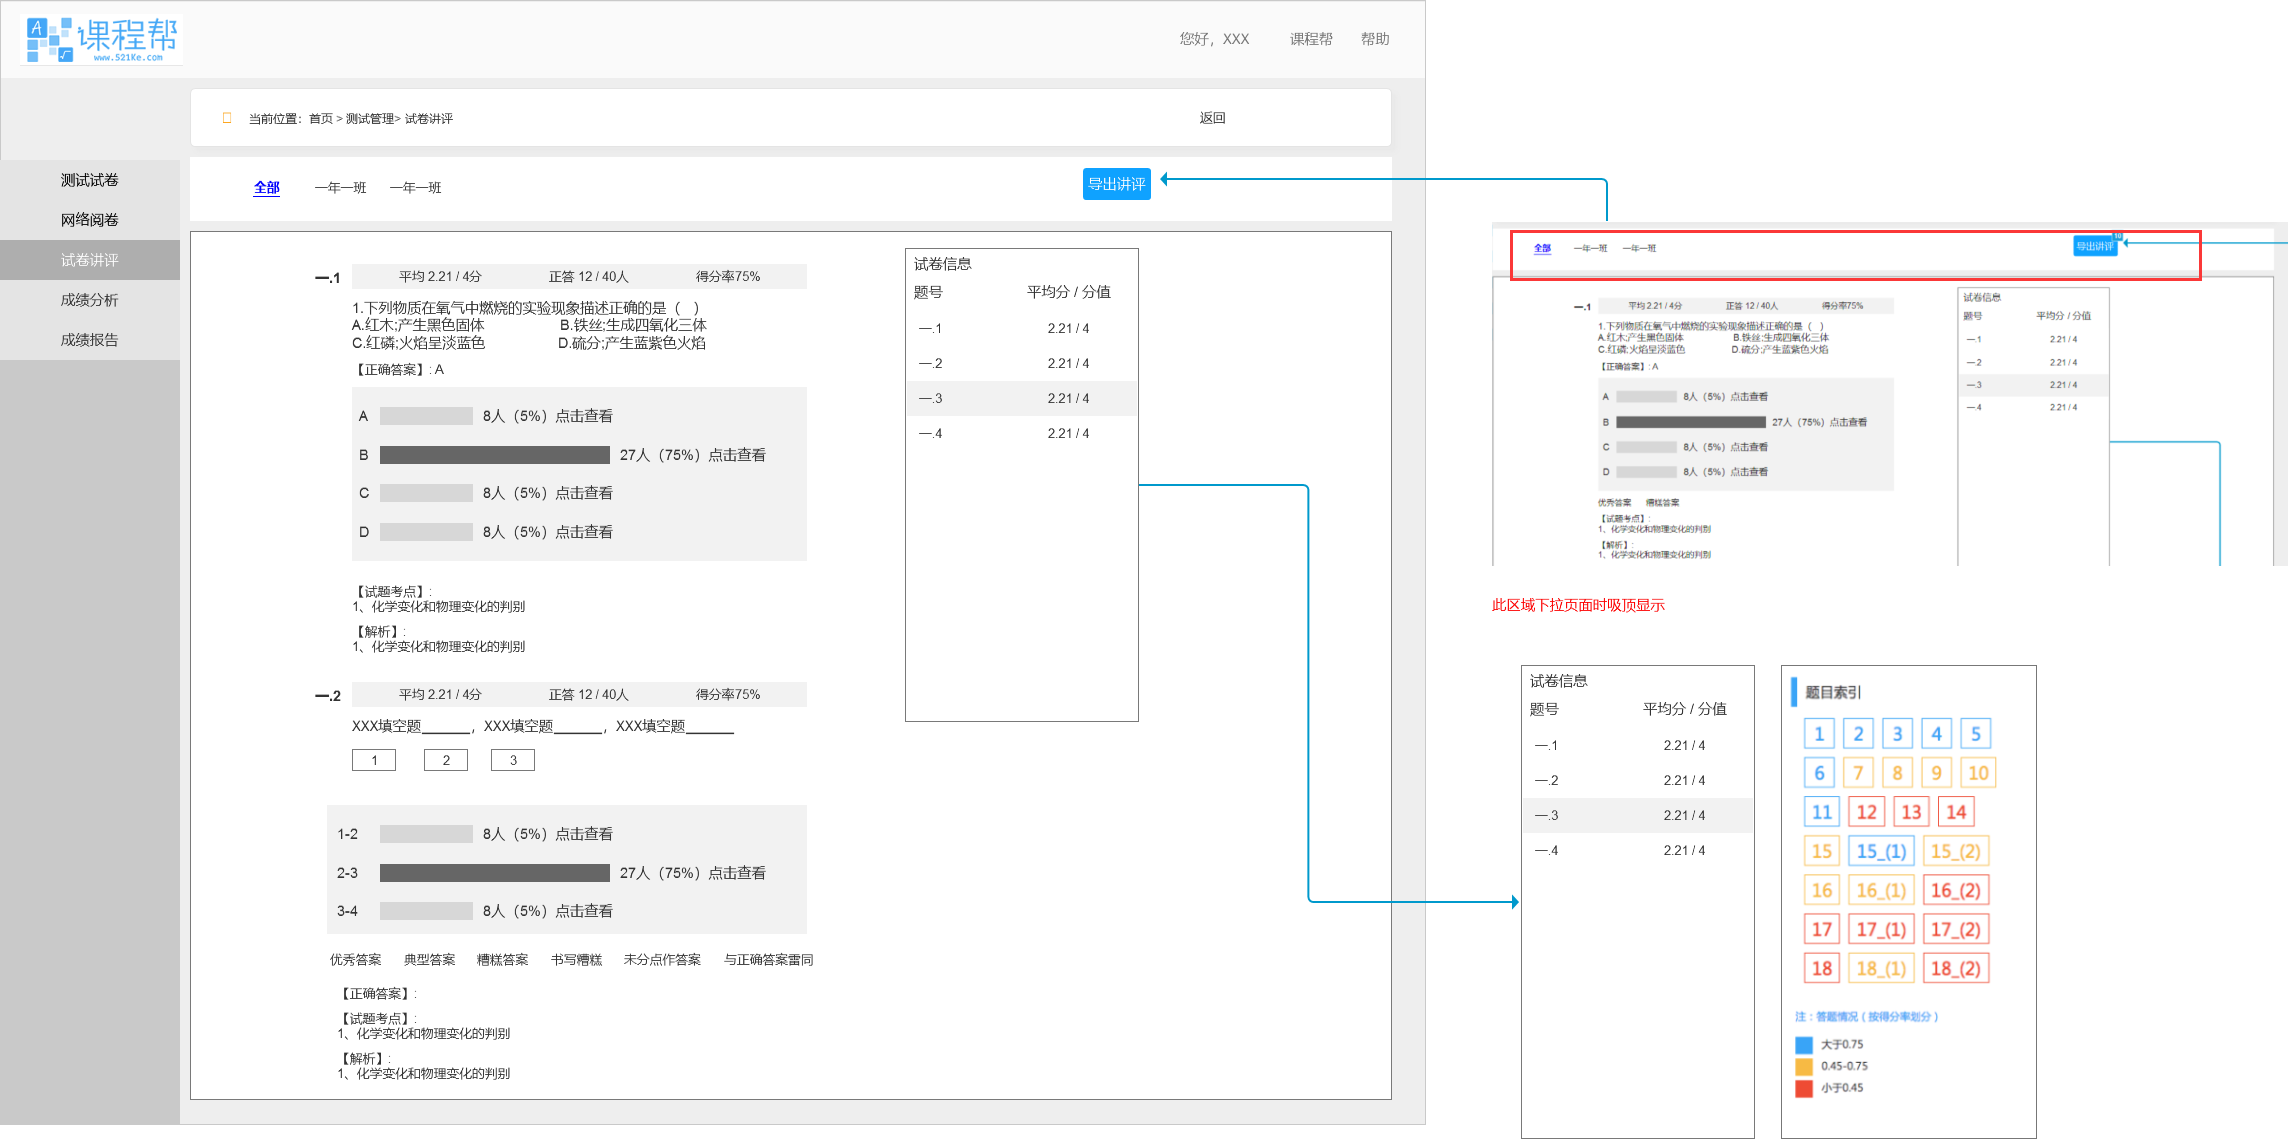 A
课程帮
www.521Ke.com
您好，XXX 课程帮 帮助
当前位置：首页 > 测试管理> 试卷讲评 返回
测试试卷
网络阅卷
试卷讲评
成绩分析
成绩报告
全部 一年一班 一年一班 导出讲评
一.1 平均 2.21 / 4分 正答 12 / 40人 得分率75%
1.下列物质在氧气中燃烧的实验现象描述正确的是（ ）
A.红木;产生黑色固体 B.铁丝;生成四氧化三体
C.红磷;火焰呈淡蓝色 D.硫分;产生蓝紫色火焰
【正确答案】: A
A 8人（5%）点击查看
B 27人（75%）点击查看
C 8人（5%）点击查看
D 8人（5%）点击查看
【试题考点】:
1、化学变化和物理变化的判别
【解析】:
1、化学变化和物理变化的判别
一.2 平均 2.21 / 4分 正答 12 / 40人 得分率75%
XXX填空题______，XXX填空题______，XXX填空题______
1 2 3
1-2 8人（5%）点击查看
2-3 27人（75%）点击查看
3-4 8人（5%）点击查看
优秀答案 典型答案 糟糕答案 书写糟糕 未分点作答案 与正确答案雷同
【正确答案】:
【试题考点】:
1、化学变化和物理变化的判别
【解析】:
1、化学变化和物理变化的判别
试卷信息
题号 平均分 / 分值
一.1 2.21 / 4
一.2 2.21 / 4
一.3 2.21 / 4
一.4 2.21 / 4
全部 一年一班 一年一班 导出讲评
一.1 平均 2.21 / 4分 正答 12 / 40人 得分率75%
1.下列物质在氧气中燃烧的实验现象描述正确的是（ ）
A.红木;产生黑色固体 B.铁丝;生成四氧化三体
C.红磷;火焰呈淡蓝色 D.硫分;产生蓝紫色火焰
【正确答案】: A
A 8人（5%）点击查看
B 27人（75%）点击查看
C 8人（5%）点击查看
D 8人（5%）点击查看
优秀答案 糟糕答案
【试题考点】:
1、化学变化和物理变化的判别
【解析】:
1、化学变化和物理变化的判别
试卷信息
题号 平均分 / 分值
一.1 2.21 / 4
一.2 2.21 / 4
一.3 2.21 / 4
一.4 2.21 / 4
此区域下拉页面时吸顶显示
试卷信息
题号 平均分 / 分值
一.1 2.21 / 4
一.2 2.21 / 4
一.3 2.21 / 4
一.4 2.21 / 4
题目索引
1 2 3 4 5
6 7 8 9 10
11 12 13 14
15 15_(1) 15_(2)
16 16_(1) 16_(2)
17 17_(1) 17_(2)
18 18_(1) 18_(2)
注：答题情况（按得分率划分）
大于0.75
0.45-0.75
小于0.45